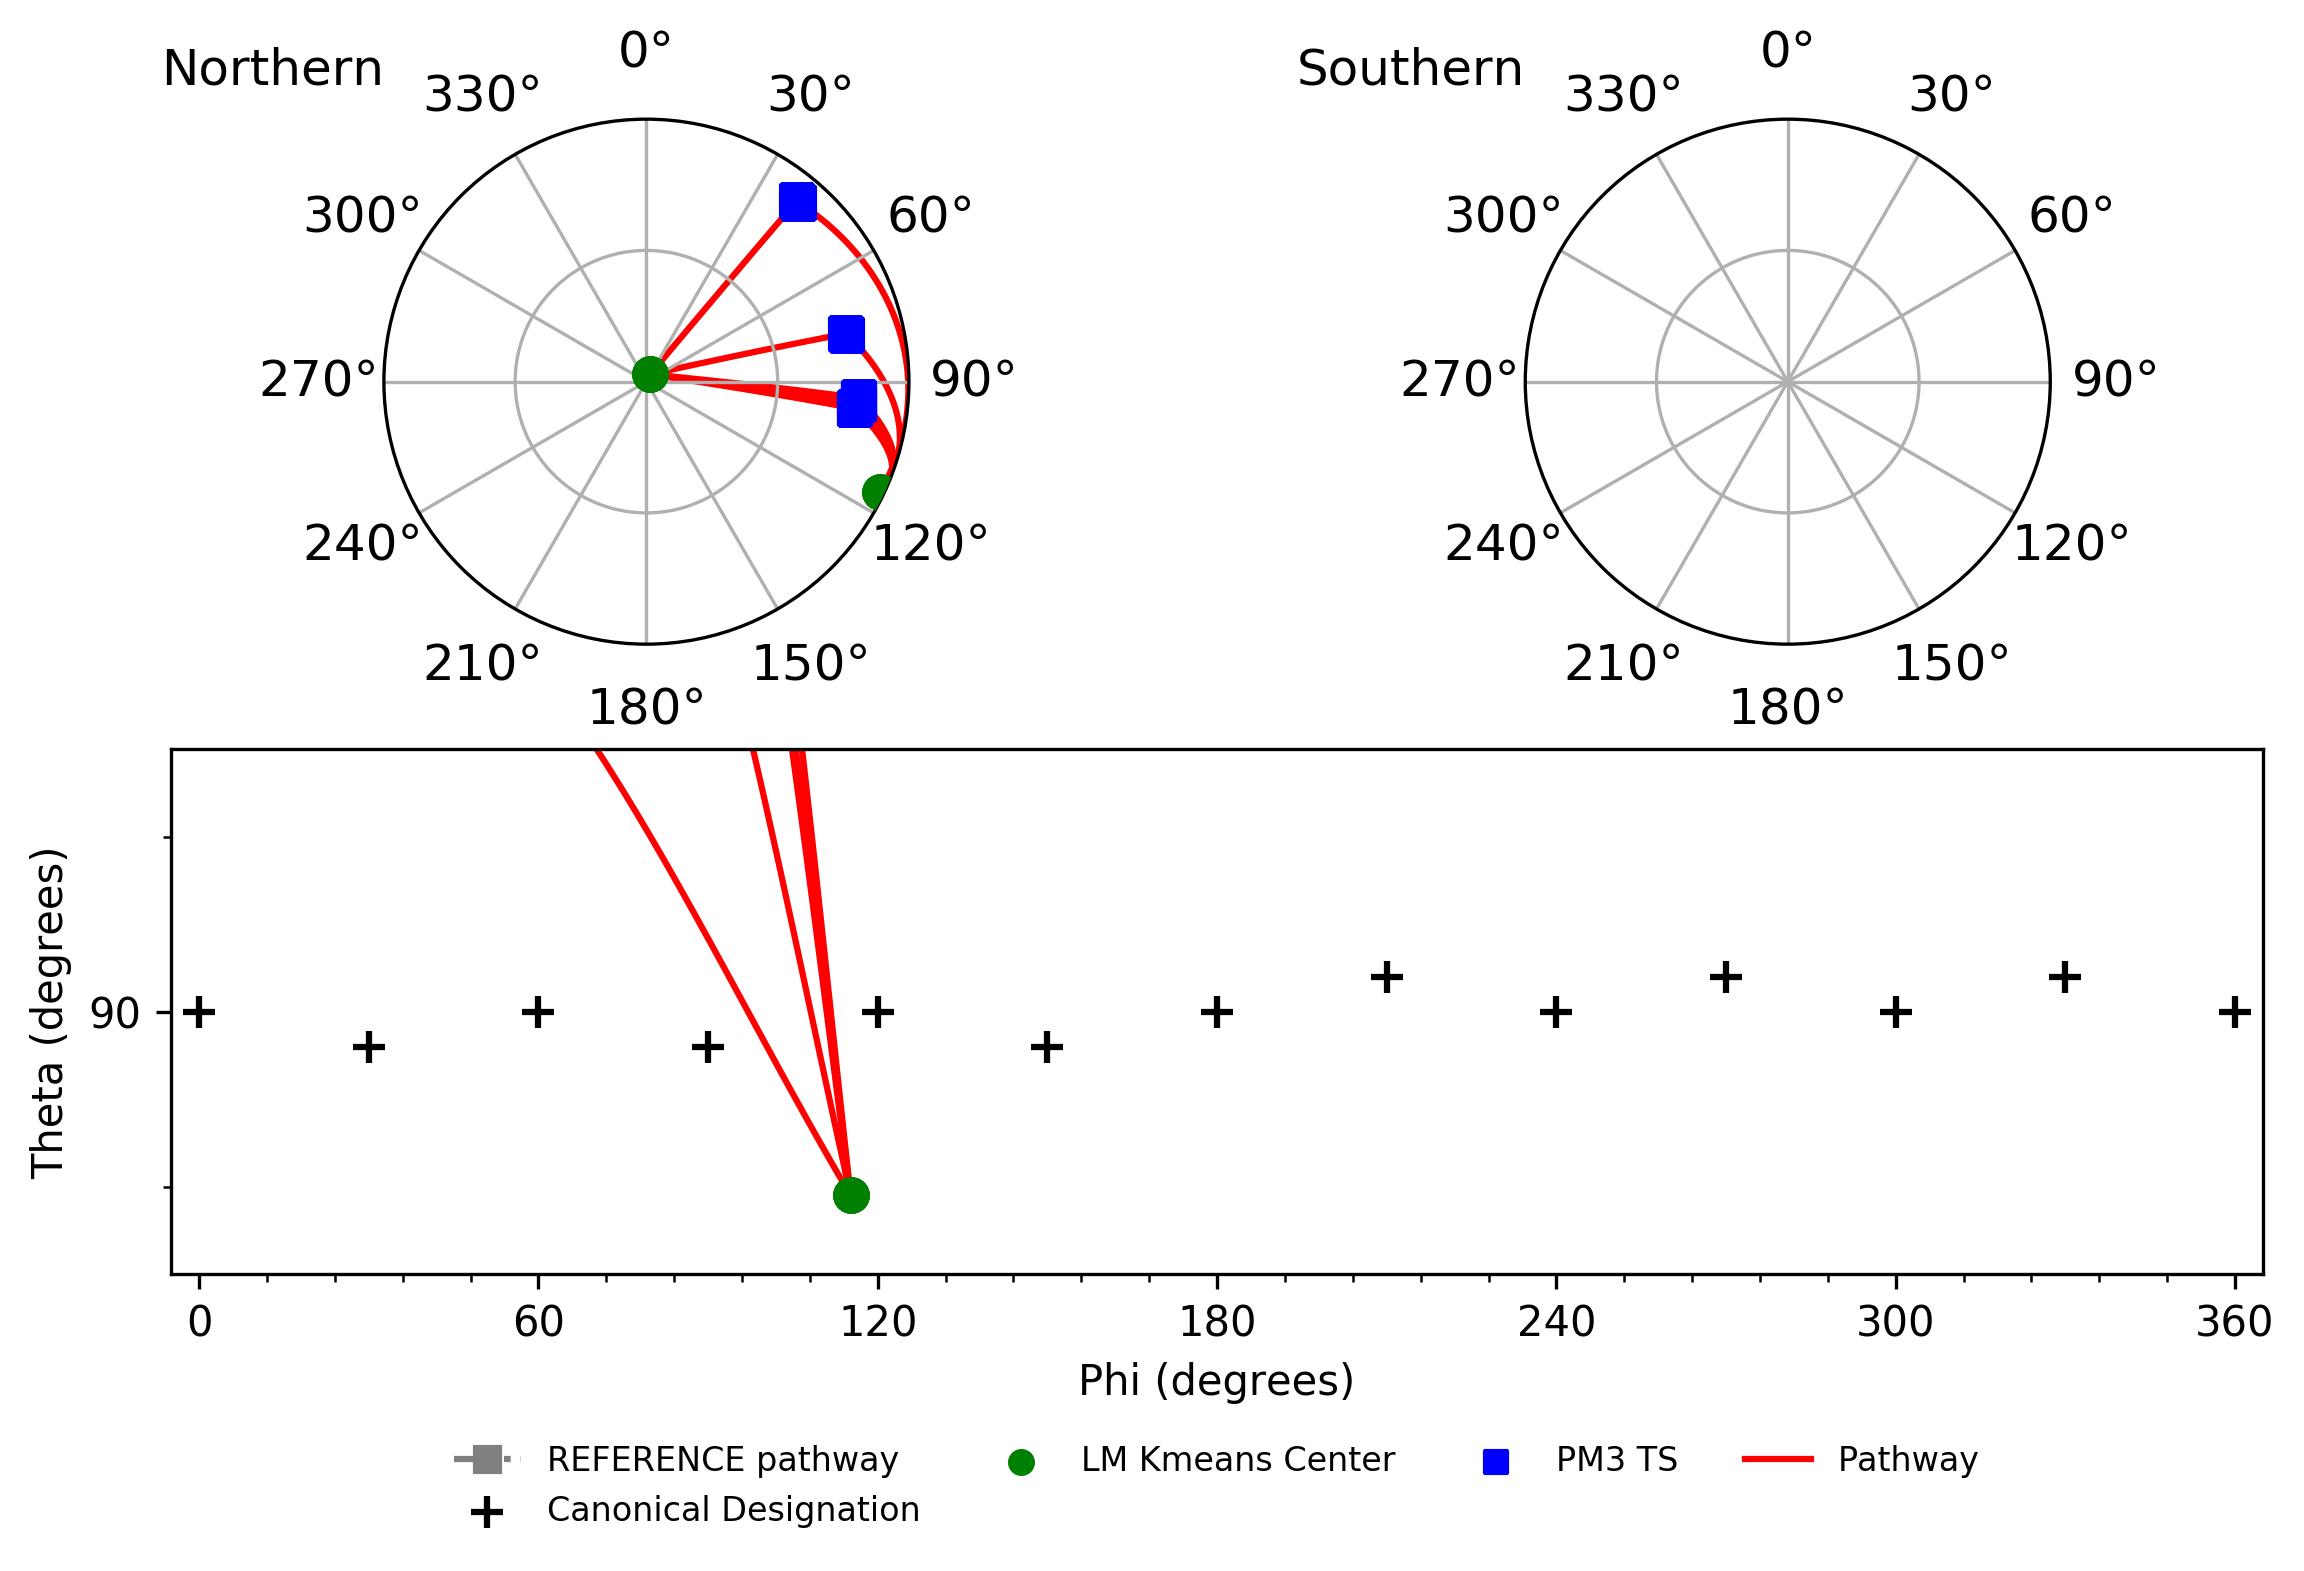 Northern
0°
30°
60°
90°
120°
150°
180°
210°
240°
270°
300°
330°
Southern
0°
30°
60°
90°
120°
150°
180°
210°
240°
270°
300°
330°
Theta (degrees)
90
0 60 120 180 240 300 360
Phi (degrees)
REFERENCE pathway
Canonical Designation
LM Kmeans Center
PM3 TS
Pathway